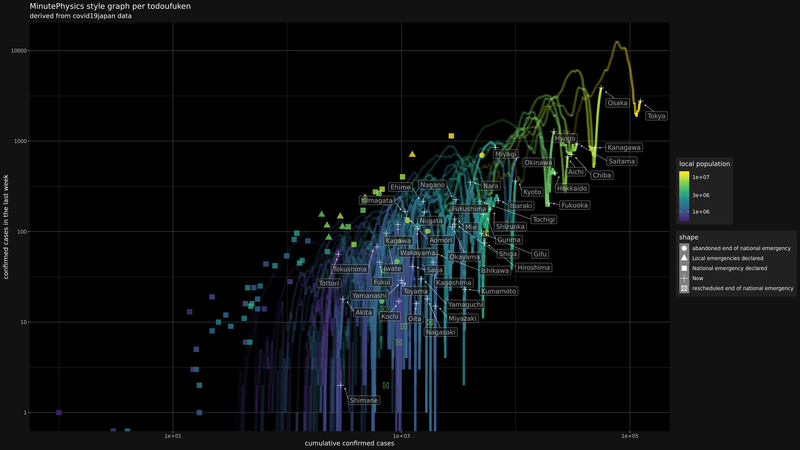 MinutePhysics style graph per todoufuken
derived from covid19japan data
confirmed cases in the last week
10000
1000
100
10
1
Osaka
Tokyo
Hyogo
Kanagawa
Miyagi
Saitama
Okinawa
Aichi
Chiba
Nagano
Nara
Hokkaido
Ehime
Kyoto
Yamagata
Fukuoka
Fukushima
Ibaraki
Niigata
Tochigi
Mie
Shizuoka
Kagawa
Aomori
Gunma
Wakayama
Shiga
Gifu
Okayama
Tokushima
Iwate
Saga
Ishikawa
Hiroshima
Tottori
Fukui
Kagoshima
Toyama
Kumamoto
Yamanashi
Yamaguchi
Akita
Kochi
Oita
Miyazaki
Nagasaki
Shimane
1e+01
1e+03
1e+05
cumulative confirmed cases
local population
1e+07
3e+06
1e+06
shape
abandoned end of national emergency
Local emergencies declared
National emergency declared
Now
rescheduled end of national emergency